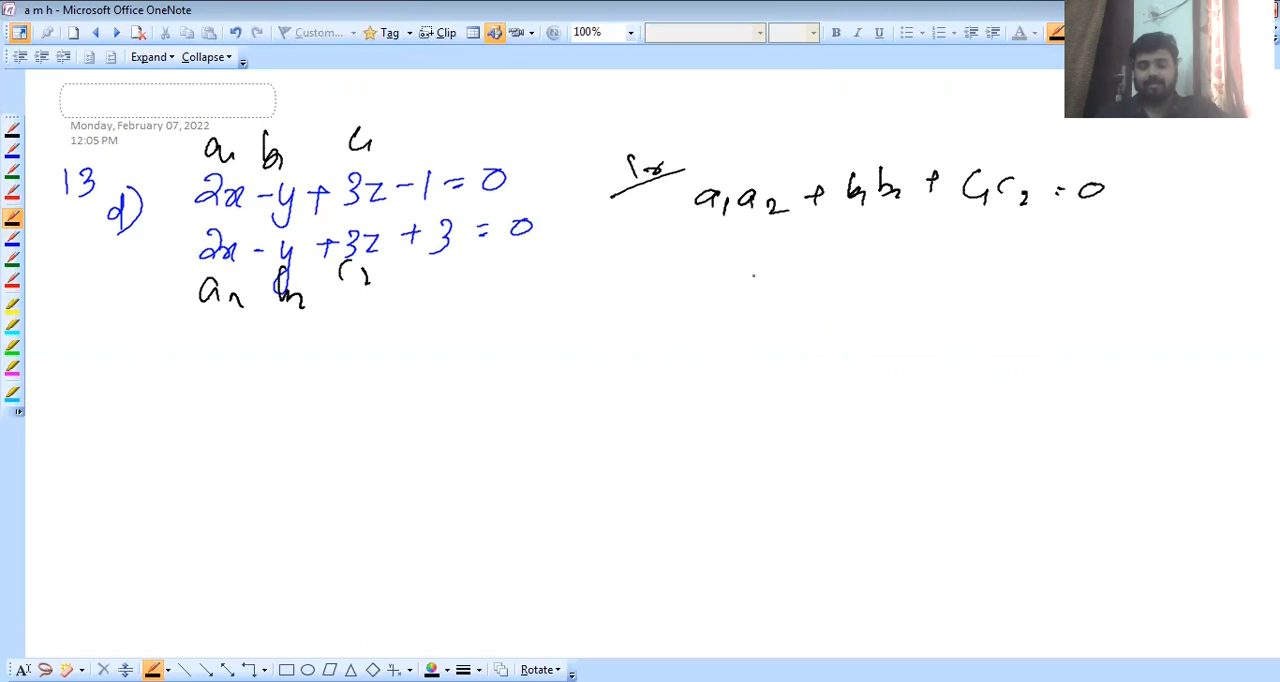 a m h - Microsoft Office OneNote
Custom... Tag Clip 100% B I U A
Expand Collapse
Monday, February 07, 2022
12:05 PM
a₁ b₁ c₁
13 d) 2x - y + 3z - 1 = 0
2x - y + 3z + 3 = 0
a₂ b₂ c₂
a₁a₂ + b₁b₂ + c₁c₂ = 0
Rotate